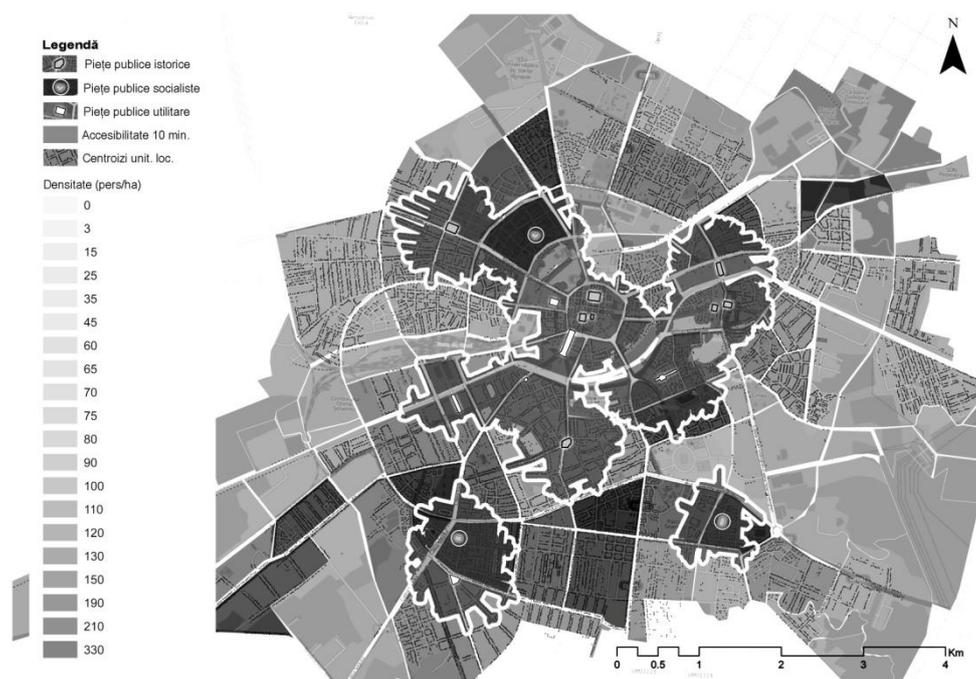 Legendă
Piețe publice istorice
Piețe publice socialiste
Piețe publice utilitare
Accesibilitate 10 min.
Centroizi unit. loc.
Densitate (pers/ha)
0
3
15
25
35
45
60
65
70
75
80
90
100
110
120
130
150
190
210
330
N
Km
0 0.5 1 2 3 4